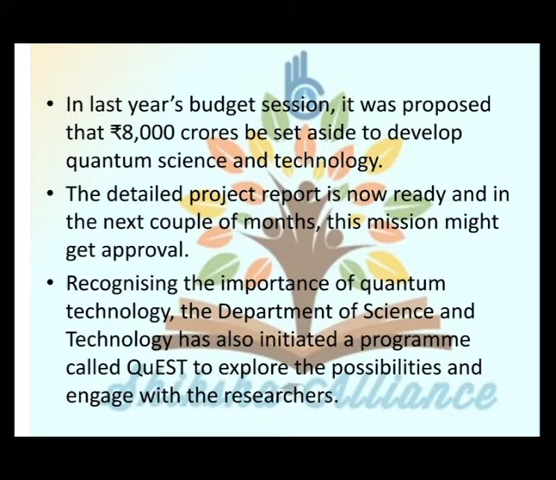 • In last year's budget session, it was proposed
that ₹8,000 crores be set aside to develop
quantum science and technology.
• The detailed project report is now ready and in
the next couple of months, this mission might
get approval.
• Recognising the importance of quantum
technology, the Department of Science and
Technology has also initiated a programme
called QuEST to explore the possibilities and
engage with the researchers.
Shiksha Alliance